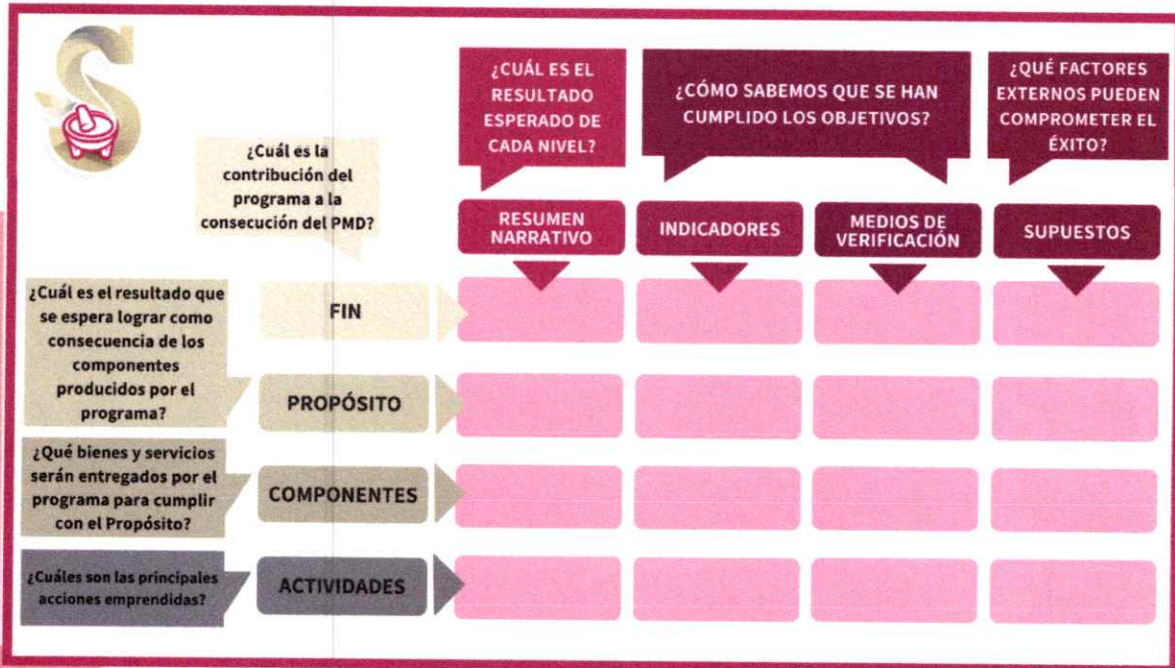 ¿CUÁL ES EL
RESULTADO
ESPERADO DE
CADA NIVEL?
¿CÓMO SABEMOS QUE SE HAN
CUMPLIDO LOS OBJETIVOS?
¿QUÉ FACTORES
EXTERNOS PUEDEN
COMPROMETER EL
ÉXITO?
¿Cuál es la
contribución del
programa a la
consecución del PMD?
RESUMEN
NARRATIVO
INDICADORES
MEDIOS DE
VERIFICACIÓN
SUPUESTOS
¿Cuál es el resultado que
se espera lograr como
consecuencia de los
componentes
producidos por el
programa?
FIN
PROPÓSITO
¿Qué bienes y servicios
serán entregados por el
programa para cumplir
con el Propósito?
COMPONENTES
¿Cuáles son las principales
acciones emprendidas?
ACTIVIDADES